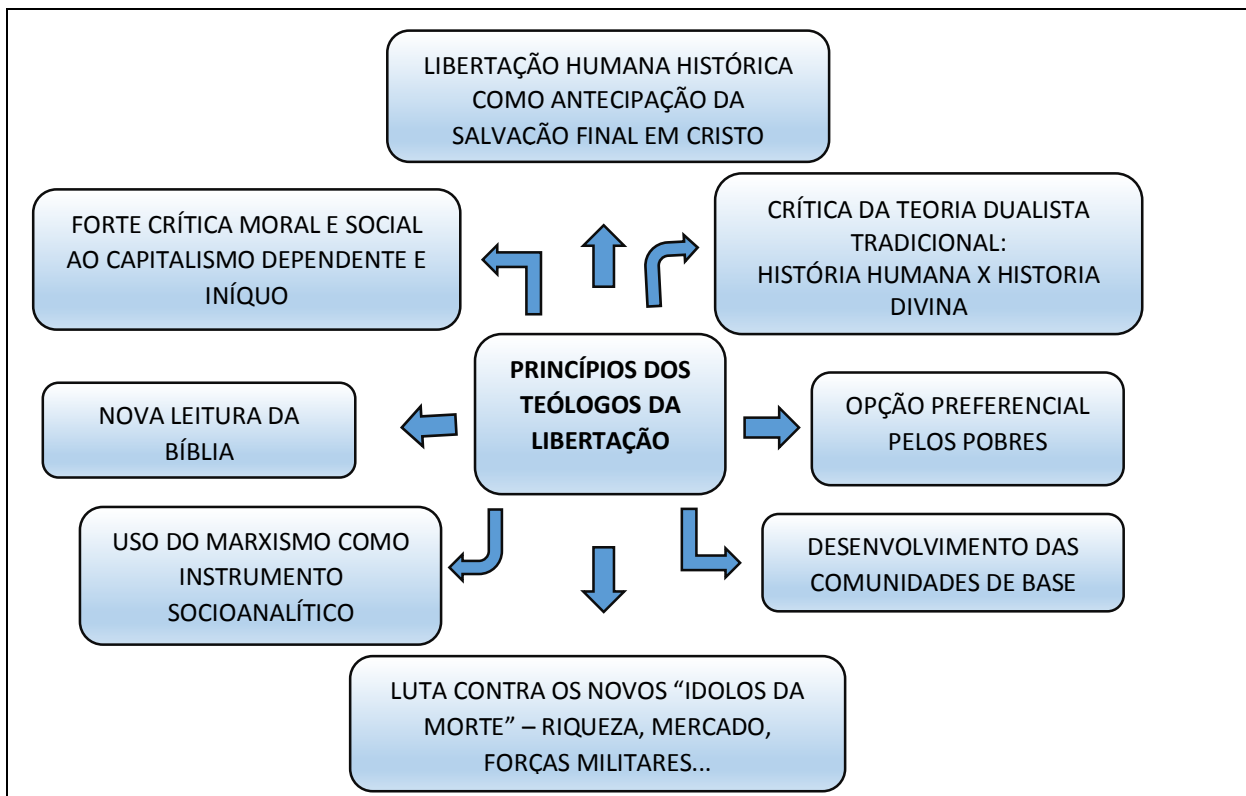 LIBERTAÇÃO HUMANA HISTÓRICA
COMO ANTECIPAÇÃO DA
SALVAÇÃO FINAL EM CRISTO
FORTE CRÍTICA MORAL E SOCIAL
AO CAPITALISMO DEPENDENTE E
INÍQUO
CRÍTICA DA TEORIA DUALISTA
TRADICIONAL:
HISTÓRIA HUMANA X HISTORIA
DIVINA
PRINCÍPIOS DOS
TEÓLOGOS DA
LIBERTAÇÃO
NOVA LEITURA DA
BÍBLIA
OPÇÃO PREFERENCIAL
PELOS POBRES
USO DO MARXISMO COMO
INSTRUMENTO
SOCIOANALÍTICO
DESENVOLVIMENTO DAS
COMUNIDADES DE BASE
LUTA CONTRA OS NOVOS “IDOLOS DA
MORTE” – RIQUEZA, MERCADO,
FORÇAS MILITARES...